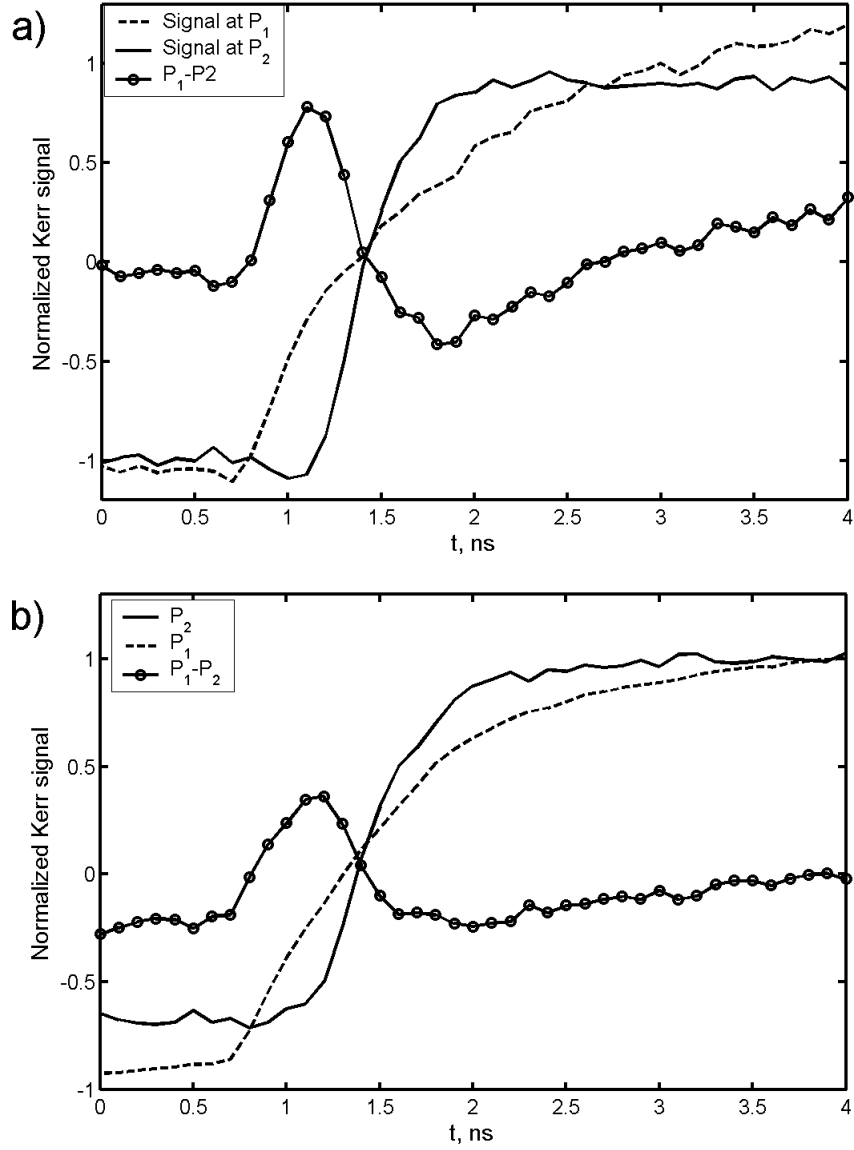 a)
Signal at P1
Signal at P2
P1-P2
1
0.5
0
-0.5
-1
Normalized Kerr signal
0 0.5 1 1.5 2 2.5 3 3.5 4
t, ns
b)
P2
P1
P1-P2
1
0.5
0
-0.5
-1
Normalized Kerr signal
0 0.5 1 1.5 2 2.5 3 3.5 4
t, ns